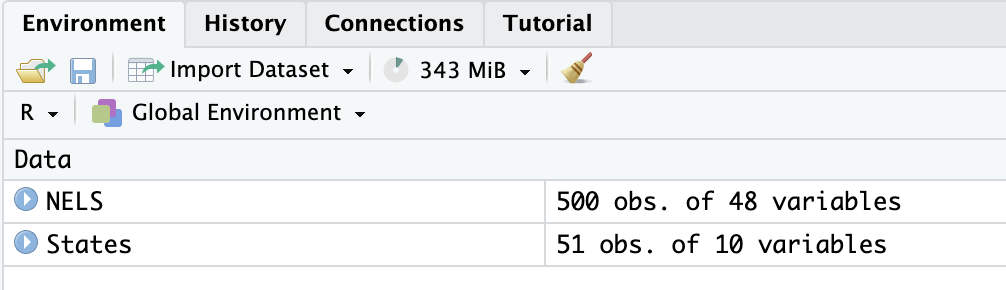 Environment History Connections Tutorial
Import Dataset 343 MiB
R Global Environment
Data
NELS 500 obs. of 48 variables
States 51 obs. of 10 variables